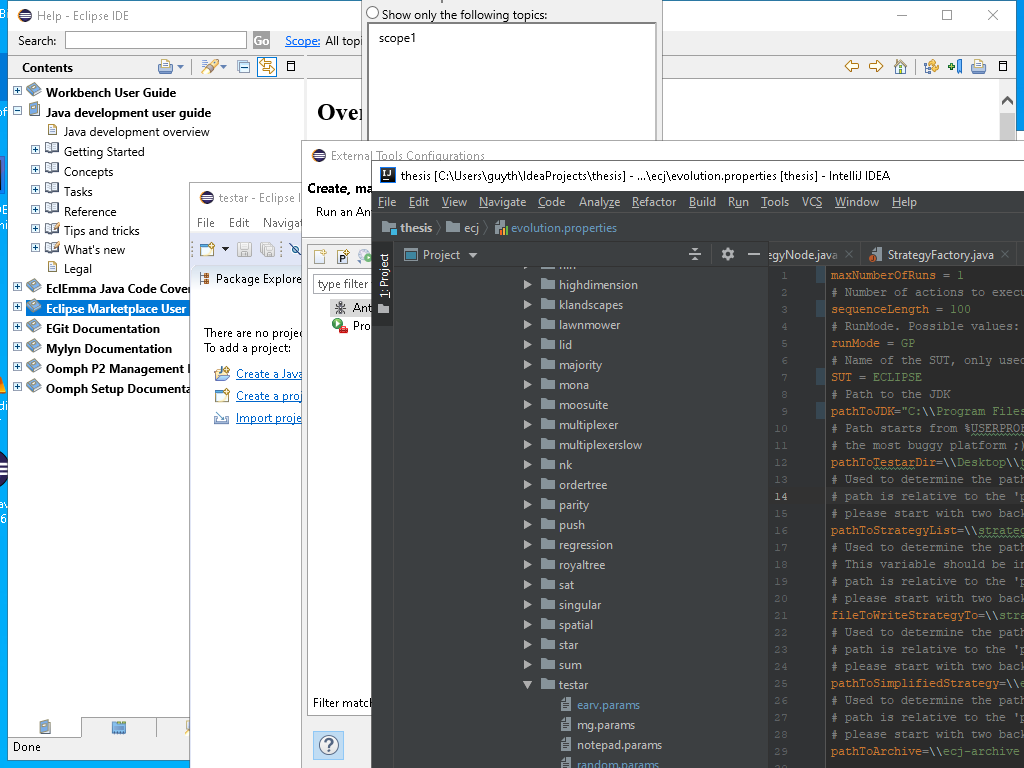 Help - Eclipse IDE
Search:
Go
Scope:
All topi
Contents
Workbench User Guide
Java development user guide
Java development overview
Getting Started
Concepts
Tasks
Reference
Tips and tricks
What's new
Legal
EclEmma Java Code Cover
Eclipse Marketplace User
EGit Documentation
Mylyn Documentation
Oomph P2 Management
Oomph Setup Documenta
Done
Over
Show only the following topics:
scope1
testar - Eclipse I
File Edit Navigat
Package Explore
There are no projec
To add a project:
Create a Java
Create a proj
Import proje
External Tools Configurations
Create, ma
Run an Ant
type filter
Ant
Pro
Filter match
thesis [C:\Users\guyth\IdeaProjects\thesis] - ...\ecj\evolution.properties [thesis] - IntelliJ IDEA
File Edit View Navigate Code Analyze Refactor Build Run Tools VCS Window Help
thesis ecj evolution.properties
1: Project
Project
highdimension
klandscapes
lawnmower
lid
majority
mona
moosuite
multiplexer
multiplexerslow
nk
ordertree
parity
push
regression
royaltree
sat
singular
spatial
star
sum
testar
earv.params
mg.params
notepad.params
random.params
egyNode.java
StrategyFactory.java
1 maxNumberOfRuns = 1
2 # Number of actions to execu
3 sequenceLength = 100
4 # RunMode. Possible values:
5 runMode = GP
6 # Name of the SUT, only used
7 SUT = ECLIPSE
8 # Path to the JDK
9 pathToJDK="C:\\Program Files
10 # Path starts from %USERPROF
11 # the most buggy platform ;)
12 pathToTestarDir=\\Desktop\\t
13 # Used to determine the path
14 # path is relative to the 'p
15 # please start with two back
16 pathToStrategyList=\\strateg
17 # Used to determine the path
18 # This variable should be in
19 # path is relative to the 'p
20 # please start with two back
21 fileToWriteStrategyTo=\\stra
22 # Used to determine the path
23 # path is relative to the 'p
24 # please start with two back
25 pathToSimplifiedStrategy=\\e
26 # Used to determine the path
27 # path is relative to the 'p
28 # please start with two back
29 pathToArchive=\\ecj-archive